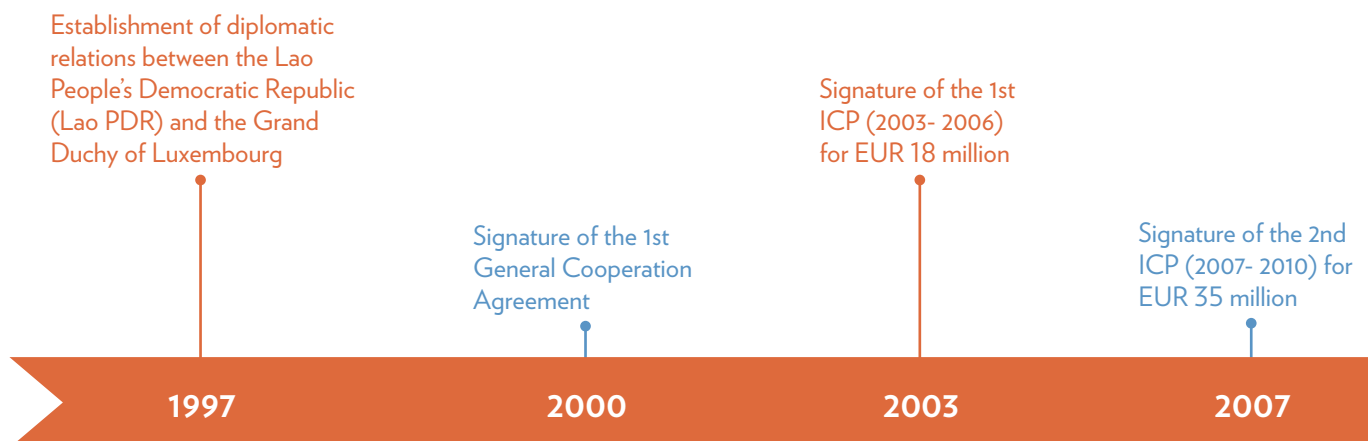 Establishment of diplomatic
relations between the Lao
People's Democratic Republic
(Lao PDR) and the Grand
Duchy of Luxembourg
Signature of the 1st
General Cooperation
Agreement
Signature of the 1st
ICP (2003- 2006)
for EUR 18 million
Signature of the 2nd
ICP (2007- 2010) for
EUR 35 million
1997
2000
2003
2007